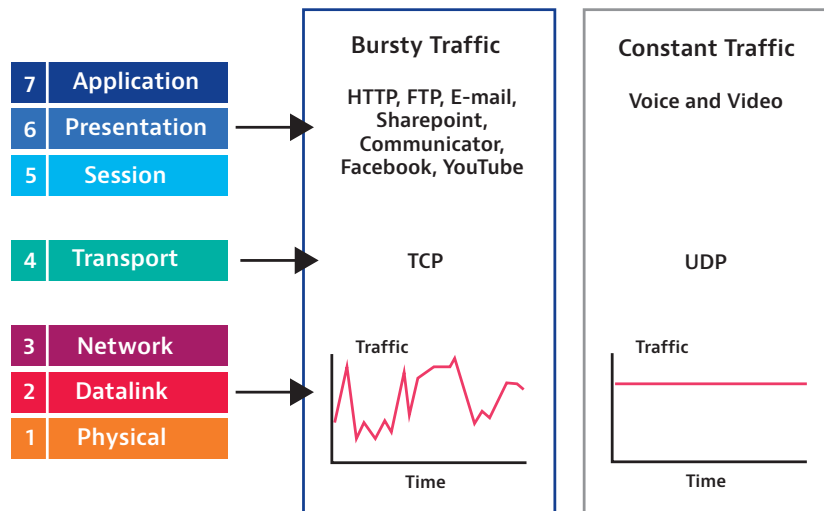 7 Application
6 Presentation
5 Session
4 Transport
3 Network
2 Datalink
1 Physical
Bursty Traffic
HTTP, FTP, E-mail,
Sharepoint,
Communicator,
Facebook, YouTube
TCP
Traffic
Time
Constant Traffic
Voice and Video
UDP
Traffic
Time